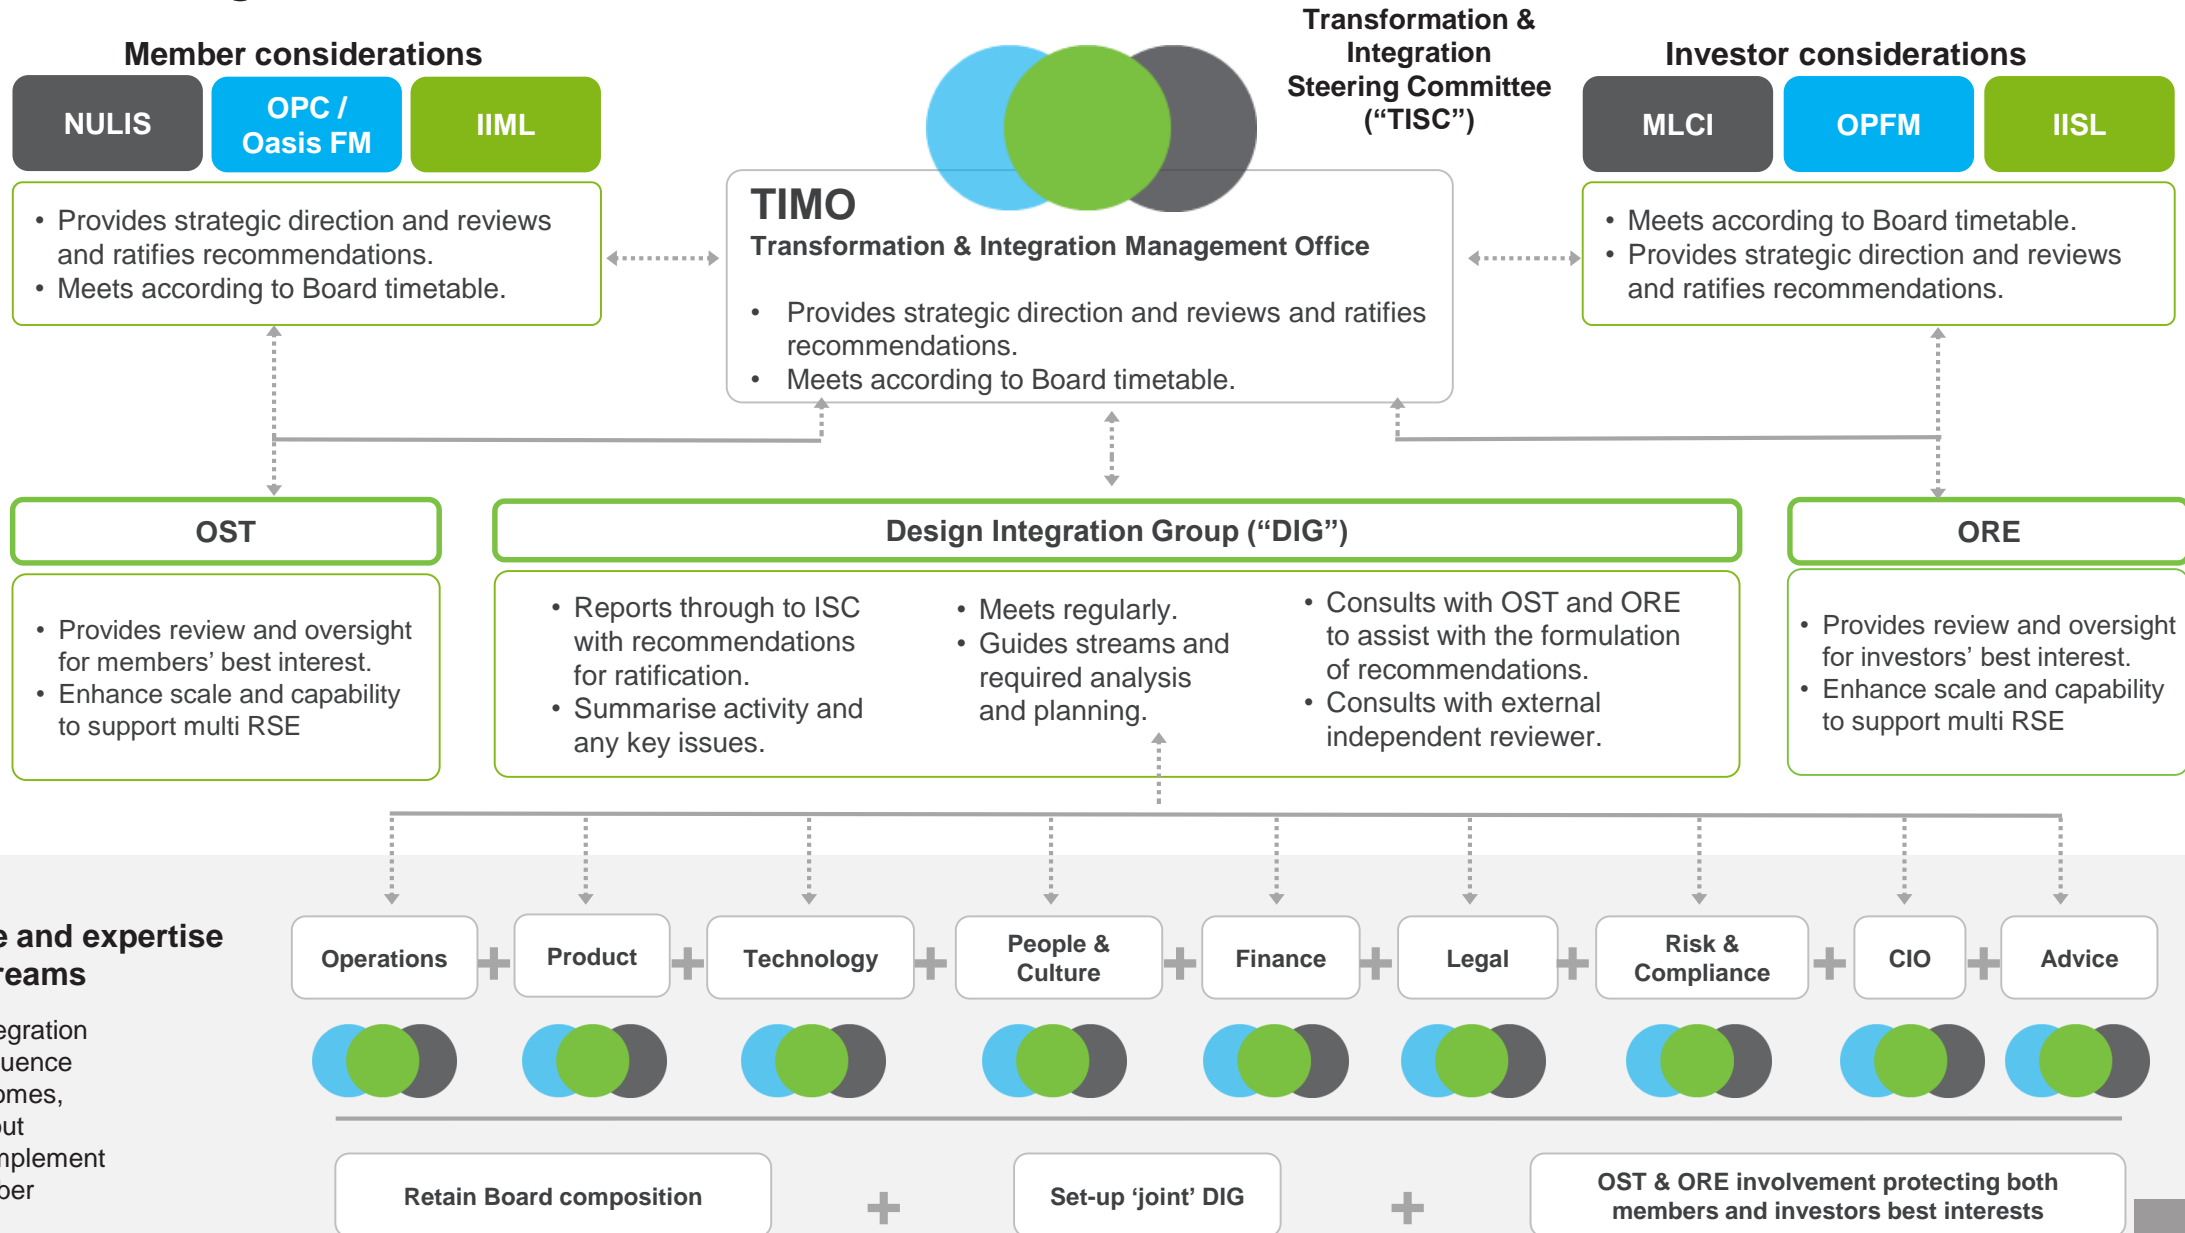 Transformation &
Integration
Steering Committee
(“TISC”)
Member considerations
NULIS
OPC /
Oasis FM
IIML
• Provides strategic direction and reviews
and ratifies recommendations.
• Meets according to Board timetable.
TIMO
Transformation & Integration Management Office
• Provides strategic direction and reviews and ratifies
recommendations.
• Meets according to Board timetable.
Investor considerations
MLCI
OPFM
IISL
• Meets according to Board timetable.
• Provides strategic direction and reviews
and ratifies recommendations.
OST
• Provides review and oversight
for members’ best interest.
• Enhance scale and capability
to support multi RSE
Design Integration Group (“DIG”)
• Reports through to ISC
with recommendations
for ratification.
• Summarise activity and
any key issues.
• Meets regularly.
• Guides streams and
required analysis
and planning.
• Consults with OST and ORE
to assist with the formulation
of recommendations.
• Consults with external
independent reviewer.
ORE
• Provides review and oversight
for investors’ best interest.
• Enhance scale and capability
to support multi RSE
and expertise
Operations
Product
Technology
People &
Culture
Finance
Legal
Risk &
Compliance
CIO
Advice
Retain Board composition
Set-up ‘joint’ DIG
OST & ORE involvement protecting both
members and investors best interests